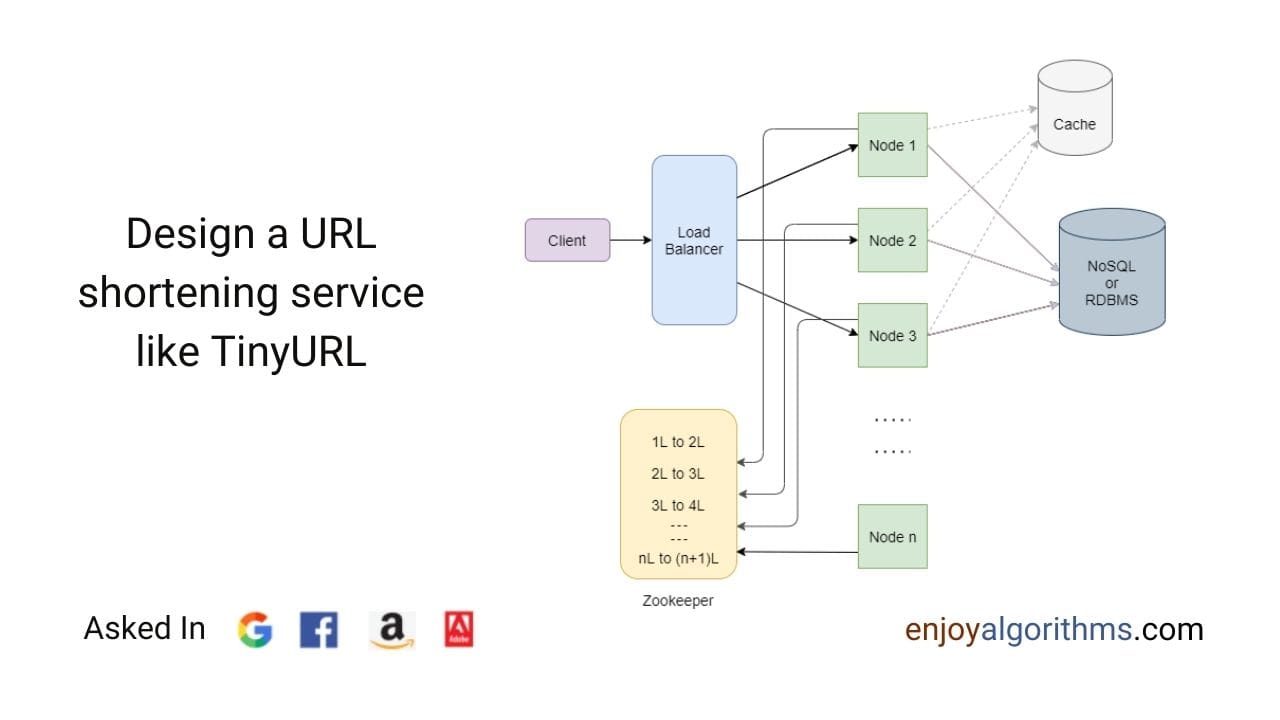 Design a URL
shortening service
like TinyURL
Client
Load
Balancer
Node 1
Node 2
Node 3
.....
.....
Node n
Cache
NoSQL
or
RDBMS
1L to 2L
2L to 3L
3L to 4L
---
---
nL to (n+1)L
Zookeeper
Asked In
G
f
a
Adobe
enjoyalgorithms.com